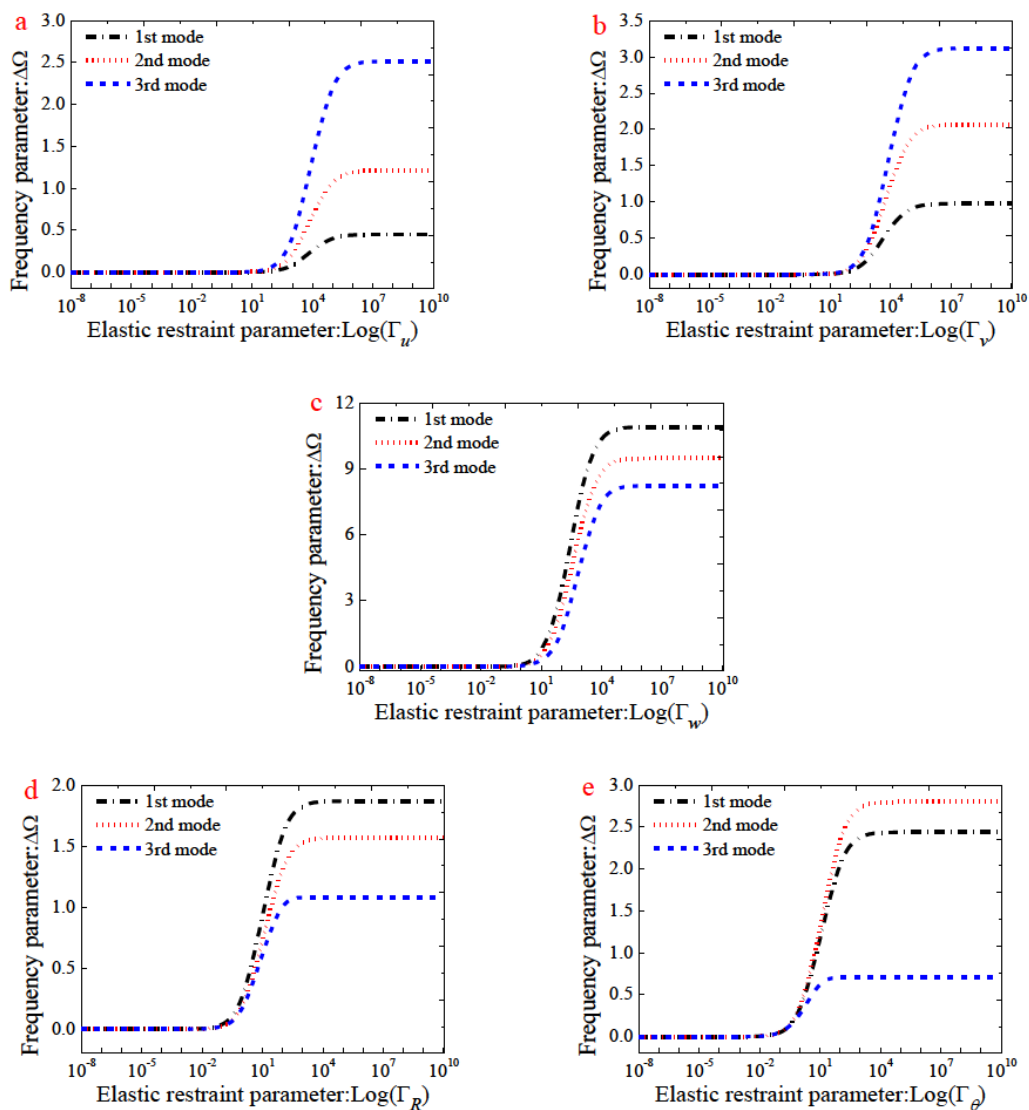 a
3.0
2.5
2.0
1.5
1.0
0.5
0.0
Frequency parameter:ΔΩ
1st mode
2nd mode
3rd mode
10⁻⁸ 10⁻⁵ 10⁻² 10¹ 10⁴ 10⁷ 10¹⁰
Elastic restraint parameter:Log(Γ_u)
b
3.5
3.0
2.5
2.0
1.5
1.0
0.5
0.0
Frequency parameter:ΔΩ
1st mode
2nd mode
3rd mode
10⁻⁸ 10⁻⁵ 10⁻² 10¹ 10⁴ 10⁷ 10¹⁰
Elastic restraint parameter:Log(Γ_v)
c
12
9
6
3
0
Frequency parameter:ΔΩ
1st mode
2nd mode
3rd mode
10⁻⁸ 10⁻⁵ 10⁻² 10¹ 10⁴ 10⁷ 10¹⁰
Elastic restraint parameter:Log(Γ_w)
d
2.0
1.5
1.0
0.5
0.0
Frequency parameter:ΔΩ
1st mode
2nd mode
3rd mode
10⁻⁸ 10⁻⁵ 10⁻² 10¹ 10⁴ 10⁷ 10¹⁰
Elastic restraint parameter:Log(Γ_R)
e
3.0
2.5
2.0
1.5
1.0
0.5
0.0
Frequency parameter:ΔΩ
1st mode
2nd mode
3rd mode
10⁻⁸ 10⁻⁵ 10⁻² 10¹ 10⁴ 10⁷ 10¹⁰
Elastic restraint parameter:Log(Γ_θ)